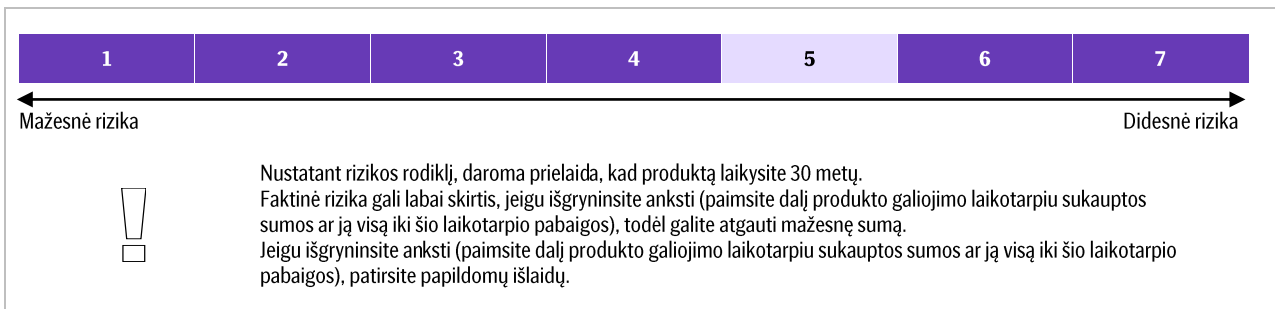 1 2 3 4 5 6 7
Mažesnė rizika Didesnė rizika
Nustatant rizikos rodiklį, daroma prielaida, kad produktą laikysite 30 metų.
Faktinė rizika gali labai skirtis, jeigu išgryninsite anksti (paimsite dalį produkto galiojimo laikotarpiu sukauptos
sumos ar ją visą iki šio laikotarpio pabaigos), todėl galite atgauti mažesnę sumą.
Jeigu išgryninsite anksti (paimsite dalį produkto galiojimo laikotarpiu sukauptos sumos ar ją visą iki šio laikotarpio
pabaigos), patirsite papildomų išlaidų.